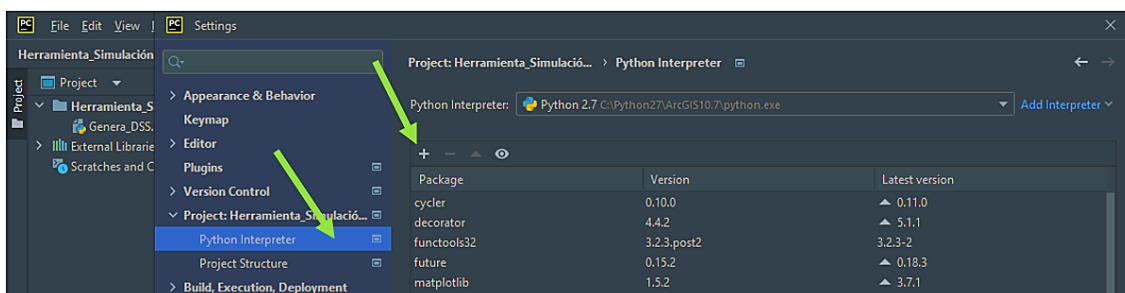 PC File Edit View PC Settings
Herramienta_Simulación
Project: Herramienta_Simulació... › Python Interpreter
Project
Project
Appearance & Behavior
Python Interpreter: Python 2.7 C:\Python27\ArcGIS10.7\python.exe Add Interpreter
Herramienta_S
Keymap
Genera_DSS.
Editor
External Librarie
Plugins
Scratches and C
Package Version Latest version
Version Control
cycler 0.10.0 0.11.0
Project: Herramienta_Simulació...
decorator 4.4.2 5.1.1
Python Interpreter
functools32 3.2.3.post2 3.2.3-2
Project Structure
future 0.15.2 0.18.3
Build, Execution, Deployment
matplotlib 1.5.2 3.7.1